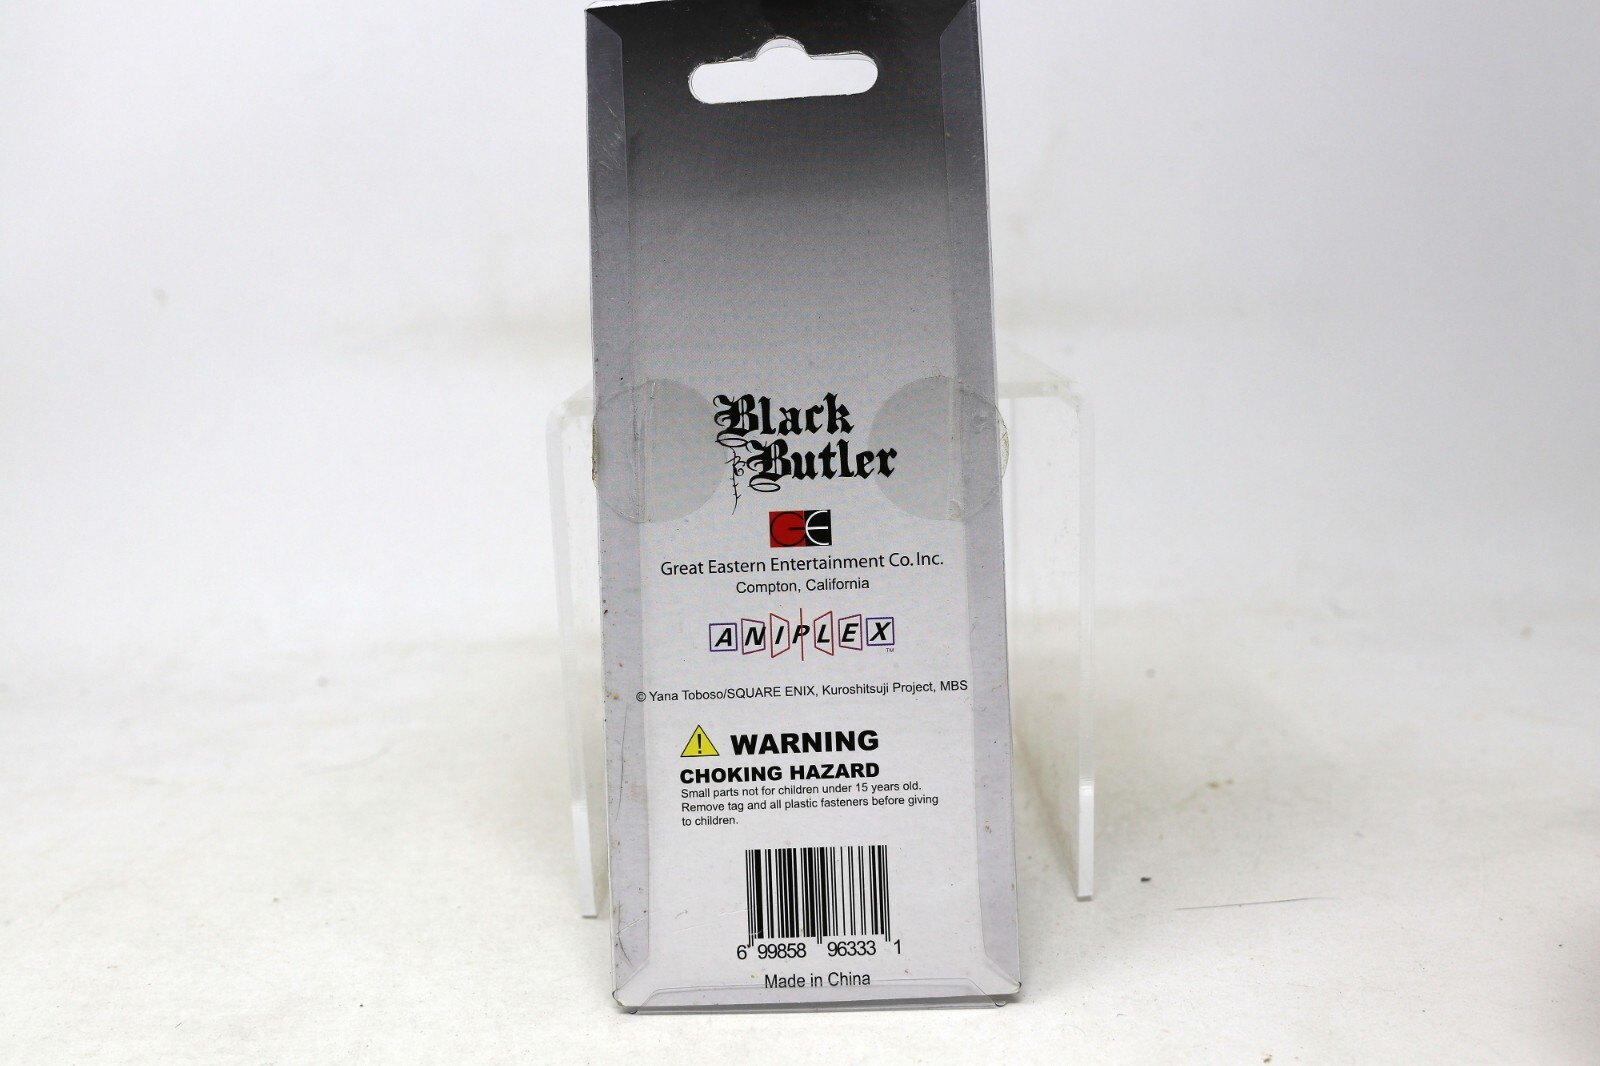 Black
Butler
GE
Great Eastern Entertainment Co. Inc.
Compton, California
ANIPLEX
TM
© Yana Toboso/SQUARE ENIX, Kuroshitsuji Project, MBS
! WARNING
CHOKING HAZARD
Small parts not for children under 15 years old.
Remove tag and all plastic fasteners before giving
to children.
6 99858 96333 1
Made in China